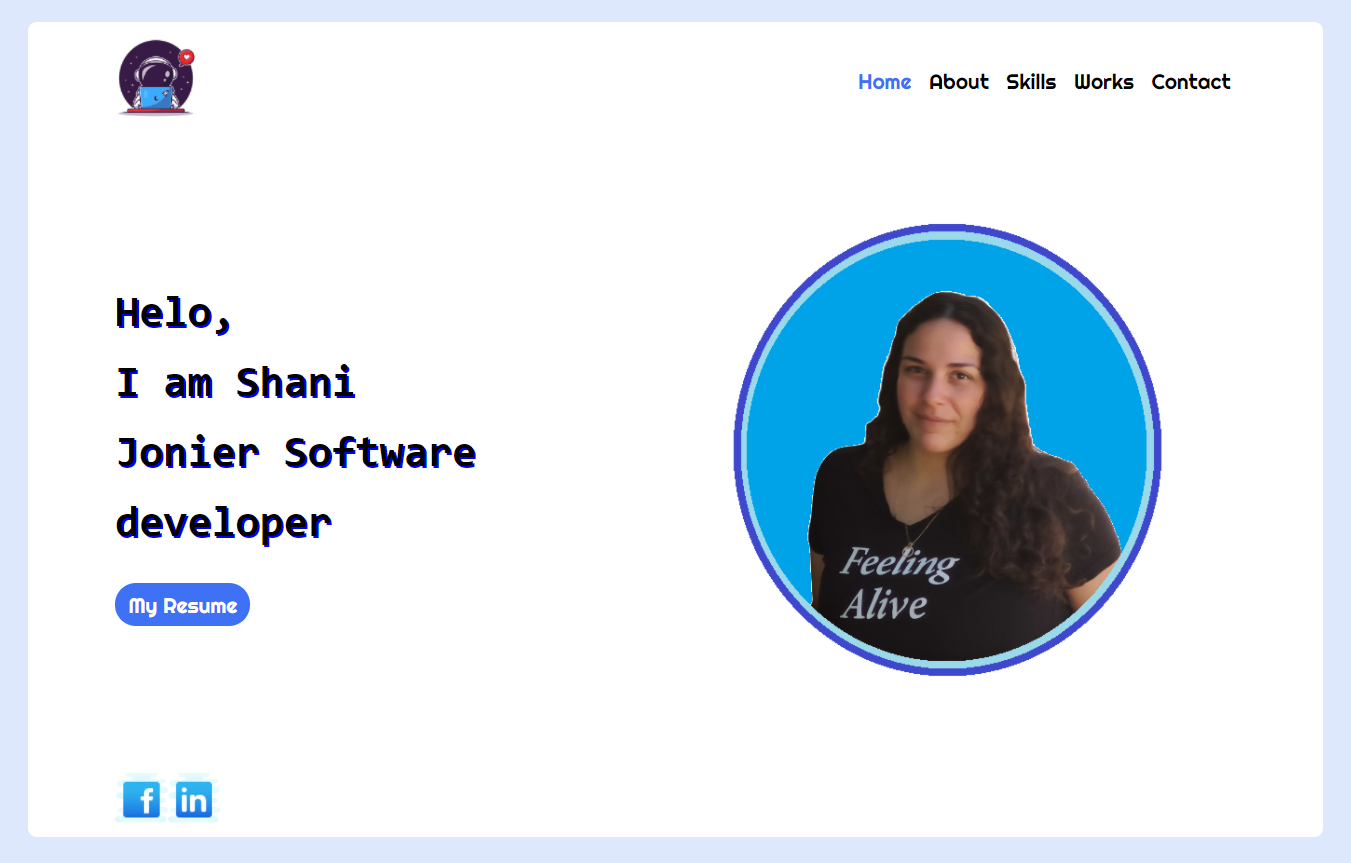 Home About Skills Works Contact
Helo,
I am Shani
Jonier Software
developer
My Resume
Feeling
Alive
f in